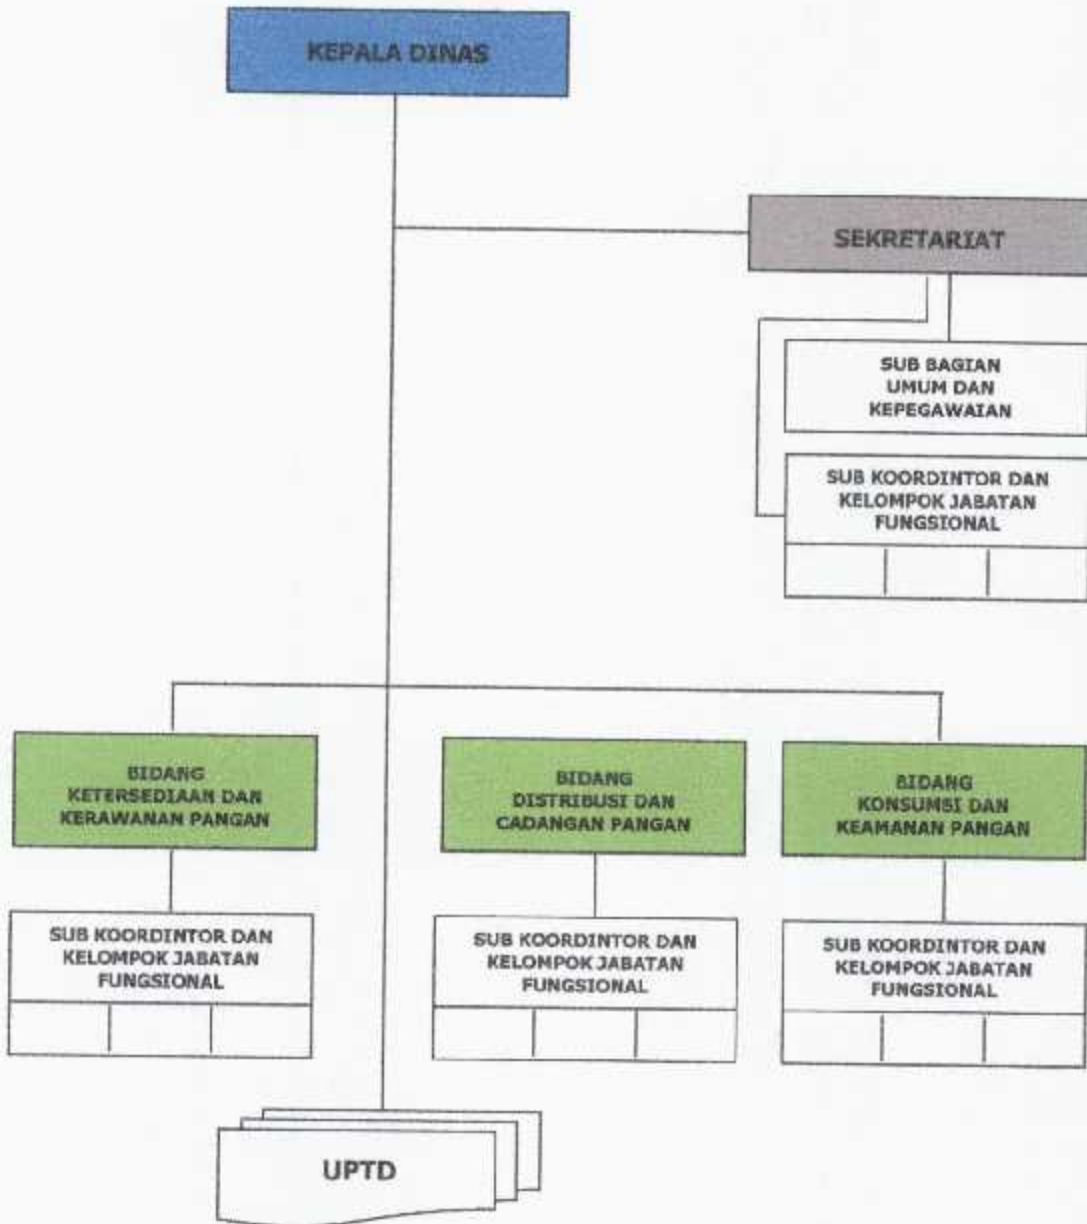 KEPALA DINAS
SEKRETARIAT
SUB BAGIAN
UMUM DAN
KEPEGAWAIAN
SUB KOORDINTOR DAN
KELOMPOK JABATAN
FUNGSIONAL
BIDANG
KETERSEDIAAN DAN
KERAWANAN PANGAN
BIDANG
DISTRIBUSI DAN
CADANGAN PANGAN
BIDANG
KONSUMSI DAN
KEAMANAN PANGAN
SUB KOORDINTOR DAN
KELOMPOK JABATAN
FUNGSIONAL
SUB KOORDINTOR DAN
KELOMPOK JABATAN
FUNGSIONAL
SUB KOORDINTOR DAN
KELOMPOK JABATAN
FUNGSIONAL
UPTD